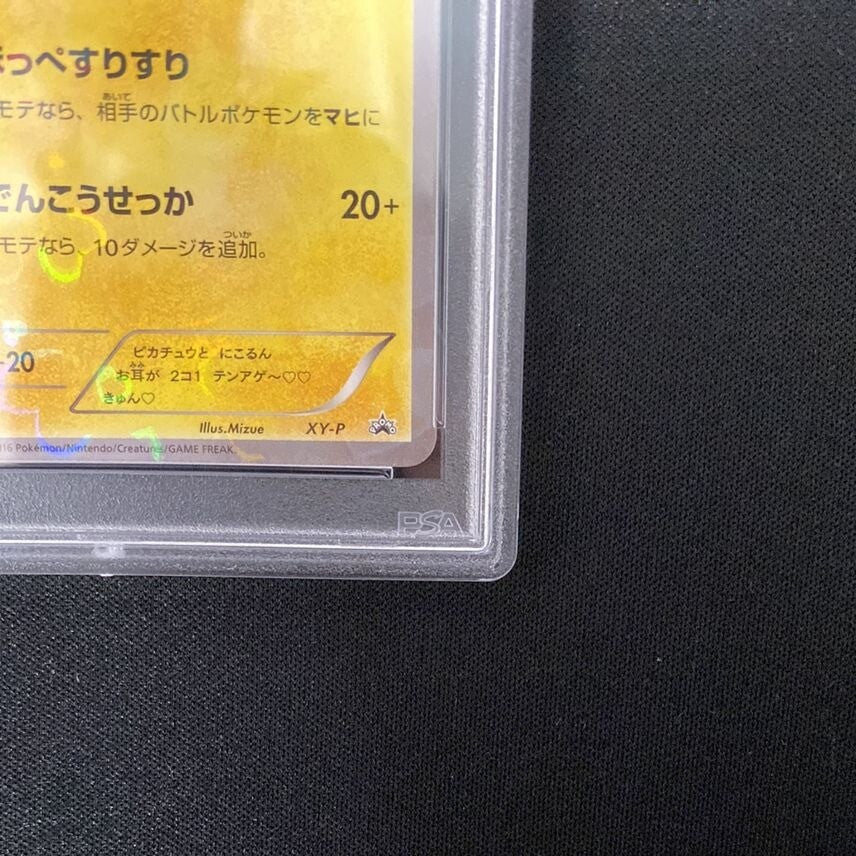 っぺすりすり
モテなら、相手のバトルポケモンをマヒに
でんこうせっか 20+
モテなら、10ダメージを追加。
-20
ピカチュウと にこるん
お耳が 2コ1 テンアゲ〜♡♡
きゅん♡
Illus.Mizue XY-P
16 Pokémon/Nintendo/Creatures/GAME FREAK.
PSA